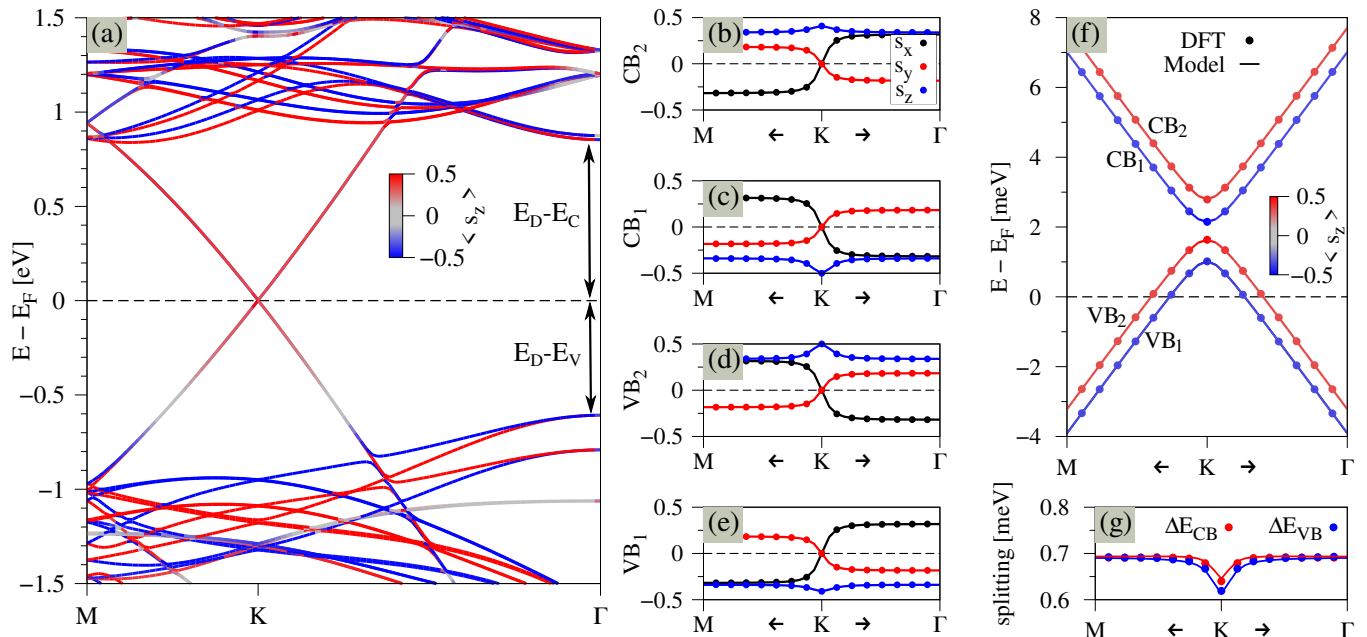 (a)
E − E_F [eV]
1.5
1
0.5
0
−0.5
−1
−1.5
0.5
0
−0.5
< s_z >
E_D-E_C
E_D-E_V
M
K
Γ
(b)
CB_2
0.5
0
−0.5
s_x
s_y
s_z
M
←
K
→
Γ
(c)
CB_1
0.5
0
−0.5
M
←
K
→
Γ
(d)
VB_2
0.5
0
−0.5
M
←
K
→
Γ
(e)
VB_1
0.5
0
−0.5
M
←
K
→
Γ
(f)
E − E_F [meV]
8
6
4
2
0
−2
−4
DFT
Model
CB_2
CB_1
VB_2
VB_1
0.5
0
−0.5
< s_z >
M
←
K
→
Γ
(g)
splitting [meV]
0.8
0.7
0.6
ΔE_CB
ΔE_VB
M
←
K
→
Γ